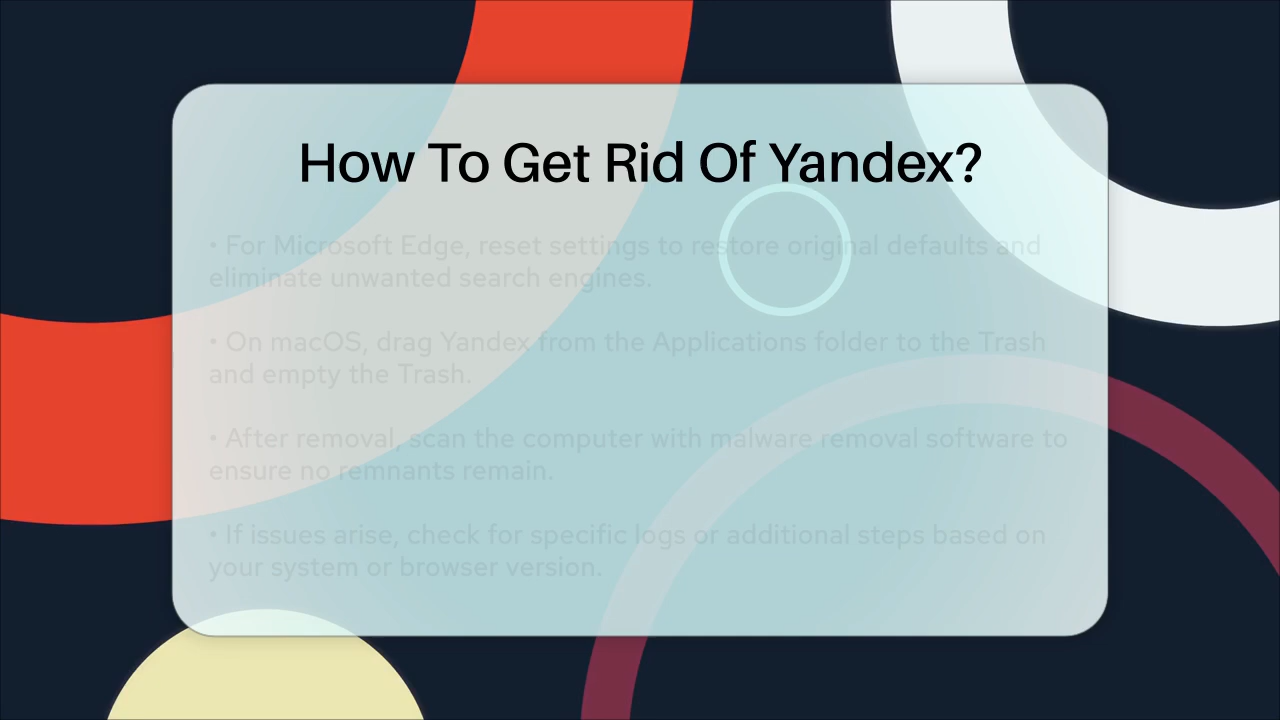 How To Get Rid Of Yandex?
• For Microsoft Edge, reset settings to restore original defaults and
eliminate unwanted search engines.
• On macOS, drag Yandex from the Applications folder to the Trash
and empty the Trash.
• After removal, scan the computer with malware removal software to
ensure no remnants remain.
• If issues arise, check for specific logs or additional steps based on
your system or browser version.